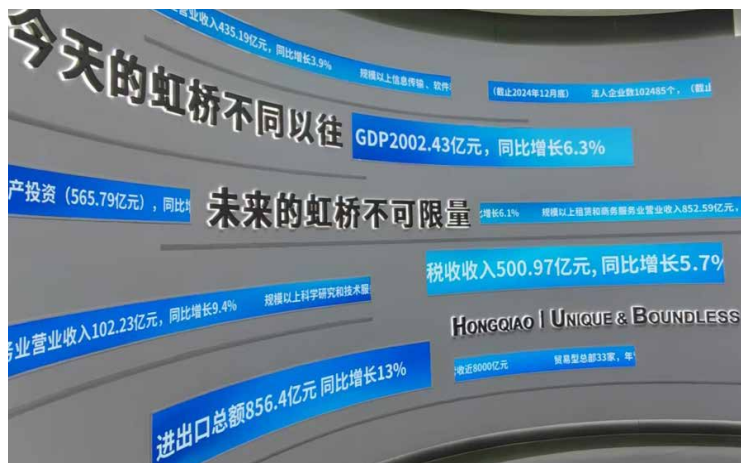 营业收入435.19亿元，同比增长3.9% 规模以上信息传输、软件
今天的虹桥不同以往
（截止2024年12月底） 法人企业数102485个，（截止
GDP2002.43亿元，同比增长6.3%
产投资（565.79亿元），同比增
未来的虹桥不可限量
比增长6.1% 规模以上租赁和商务服务业营业收入852.59亿元，
税收收入500.97亿元,同比增长5.7%
务业营业收入102.23亿元，同比增长9.4% 规模以上科学研究和技术服
HONGQIAO | UNIQUE & BOUNDLESS
收近8000亿元 贸易型总部33家，年
进出口总额856.4亿元 同比增长13%